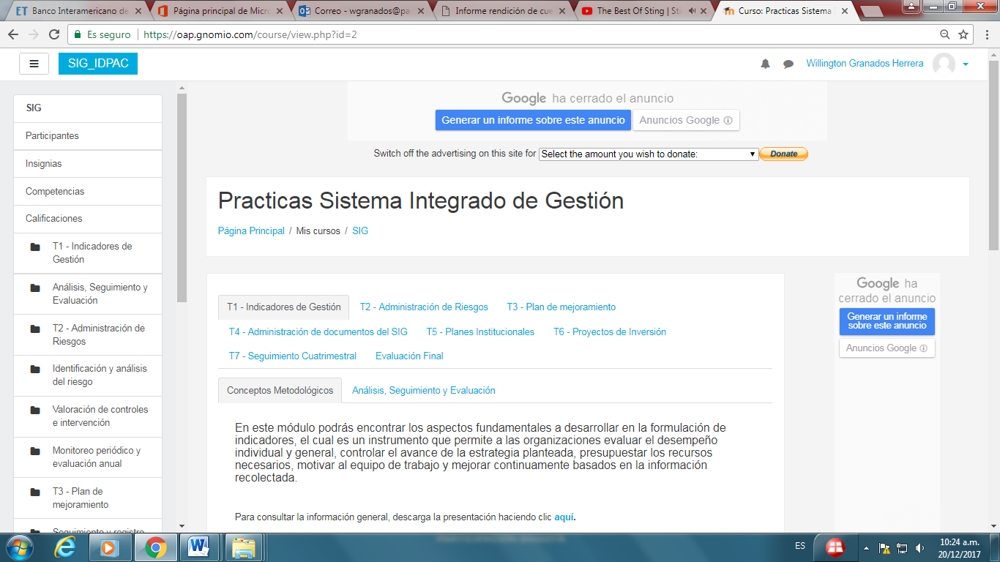 Banco Interamericano de
Página principal de Micro
Correo - wgranados@pa
Informe rendición de cue
The Best Of Sting | Sti
Curso: Practicas Sistema
Es seguro
https://oap.gnomio.com/course/view.php?id=2
SIG_IDPAC
Willington Granados Herrera
SIG
Participantes
Insignias
Competencias
Calificaciones
T1 - Indicadores de
Gestión
Análisis, Seguimiento y
Evaluación
T2 - Administración de
Riesgos
Identificación y análisis
del riesgo
Valoración de controles
e intervención
Monitoreo periódico y
evaluación anual
T3 - Plan de
mejoramiento
Seguimiento y registro
Google ha cerrado el anuncio
Generar un informe sobre este anuncio
Anuncios Google
Switch off the advertising on this site for
Select the amount you wish to donate:
Donate
Practicas Sistema Integrado de Gestión
Página Principal / Mis cursos / SIG
T1 - Indicadores de Gestión
T2 - Administración de Riesgos
T3 - Plan de mejoramiento
T4 - Administración de documentos del SIG
T5 - Planes Institucionales
T6 - Proyectos de Inversión
T7 - Seguimiento Cuatrimestral
Evaluación Final
Conceptos Metodológicos
Análisis, Seguimiento y Evaluación
En este módulo podrás encontrar los aspectos fundamentales a desarrollar en la formulación de
indicadores, el cual es un instrumento que permite a las organizaciones evaluar el desempeño
individual y general, controlar el avance de la estrategia planteada, presupuestar los recursos
necesarios, motivar al equipo de trabajo y mejorar continuamente basados en la información
recolectada.
Para consultar la información general, descarga la presentación haciendo clic aquí.
Google ha
cerrado el anuncio
Generar un informe
sobre este anuncio
Anuncios Google
ES
10:24 a.m.
20/12/2017